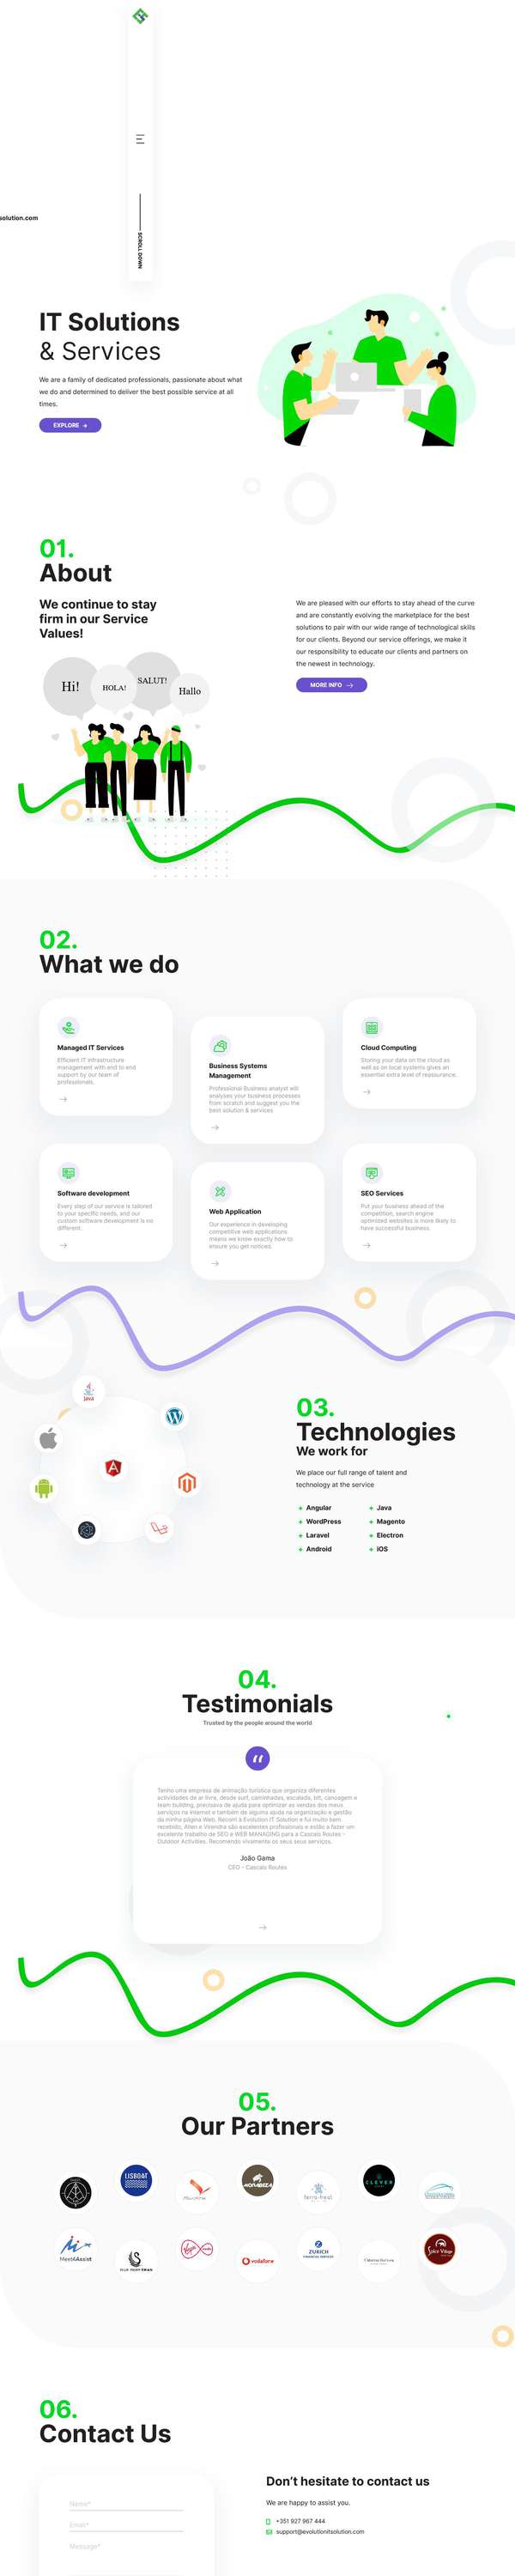 SCROLL DOWN
solution.com
IT Solutions
& Services
We are a family of dedicated professionals, passionate about what
we do and determined to deliver the best possible service at all
times.
EXPLORE
01.
About
We continue to stay
firm in our Service
Values!
Hi!
HOLA!
SALUT!
Hallo
We are pleased with our efforts to stay ahead of the curve
and are constantly evolving the marketplace for the best
solutions to pair with our wide range of technological skills
for our clients. Beyond our service offerings, we make it
our responsibility to educate our clients and partners on
the newest in technology.
MORE INFO
02.
What we do
Managed IT Services
Efficient IT infrastructure
management with end to end
support by our team of
professionals.
Business Systems
Management
Professional Business analyst will
analyses your business processes
from scratch and suggest you the
best solution & services
Cloud Computing
Storing your data on the cloud as
well as on local systems gives an
essential extra level of reassurance.
Software development
Every step of our service is tailored
to your specific needs, and our
custom software development is no
different.
Web Application
Our experience in developing
competitive web applications
means we know exactly how to
ensure you get noticed.
SEO Services
Put your business ahead of the
competition, search engine
optimized websites is more likely to
have successful business.
Java
03.
Technologies
We work for
We place our full range of talent and
technology at the service
Angular
Java
WordPress
Magento
Laravel
Electron
Android
iOS
04.
Testimonials
Trusted by the people around the world
Tenho uma empresa de animação turística que organiza diferentes
actividades de ar livre, desde surf, caminhadas, escalada, btt, canoagem e
team building, precisava de ajuda para optimizar as vendas dos meus
serviços na Internet e também de alguma ajuda na organização e gestão
da minha página Web. Recorri à Evolution IT Solution e fui muito bem
recebido, Allen e Virendra são excelentes profissionais e estão a fazer um
excelente trabalho de SEO e WEB MANAGING para a Cascais Routes -
Outdoor Activities. Recomendo vivamente os seus seus serviços.
João Gama
CEO - Cascais Routes
05.
Our Partners
LISBOAT
CLEVER
Meet4Assist
Virgin
vodafone
ZURICH
Spice Village
06.
Contact Us
Name*
Email*
Message*
Don't hesitate to contact us
We are happy to assist you.
+351 927 967 444
support@evolutionitsolution.com